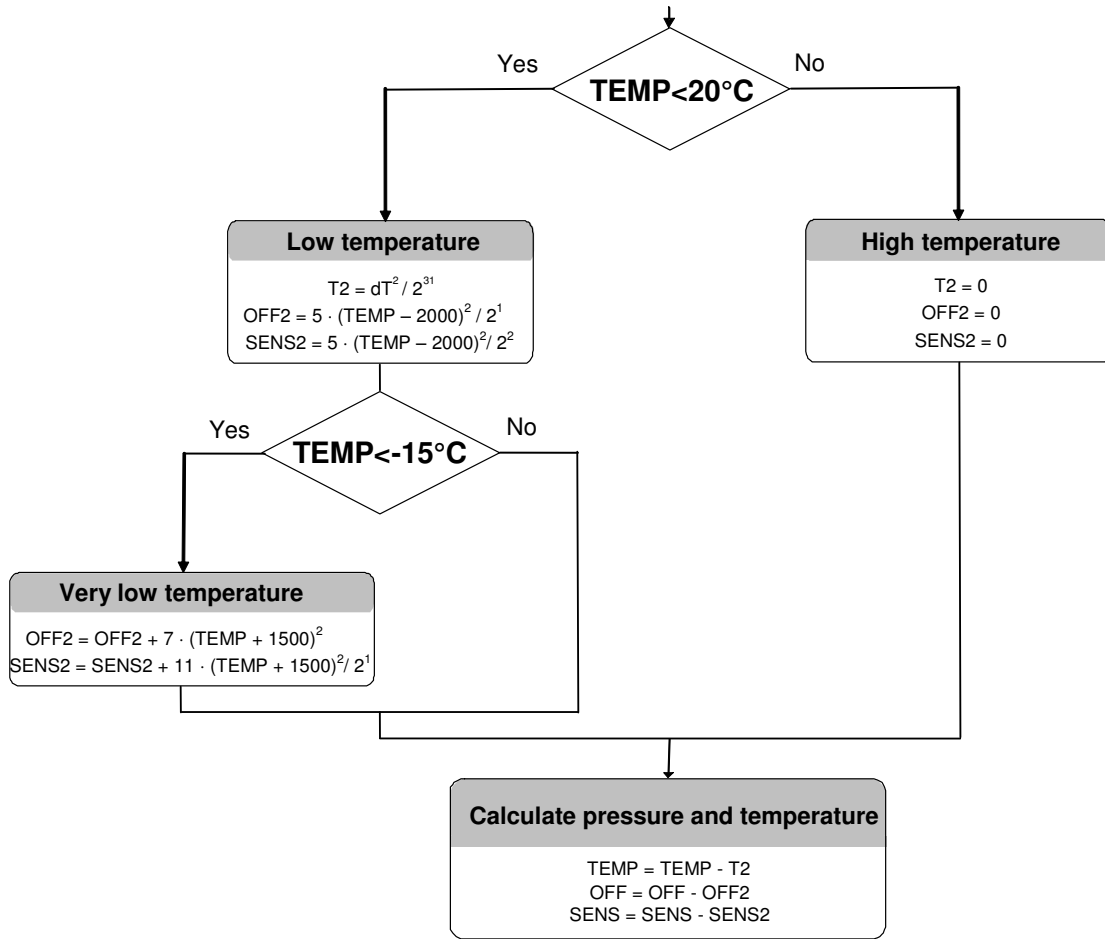 Yes
TEMP<20°C
No
Low temperature
T2 = dT² / 2³¹
OFF2 = 5 · (TEMP – 2000)² / 2¹
SENS2 = 5 · (TEMP – 2000)²/ 2²
High temperature
T2 = 0
OFF2 = 0
SENS2 = 0
Yes
TEMP<-15°C
No
Very low temperature
OFF2 = OFF2 + 7 · (TEMP + 1500)²
SENS2 = SENS2 + 11 · (TEMP + 1500)²/ 2¹
Calculate pressure and temperature
TEMP = TEMP - T2
OFF = OFF - OFF2
SENS = SENS - SENS2